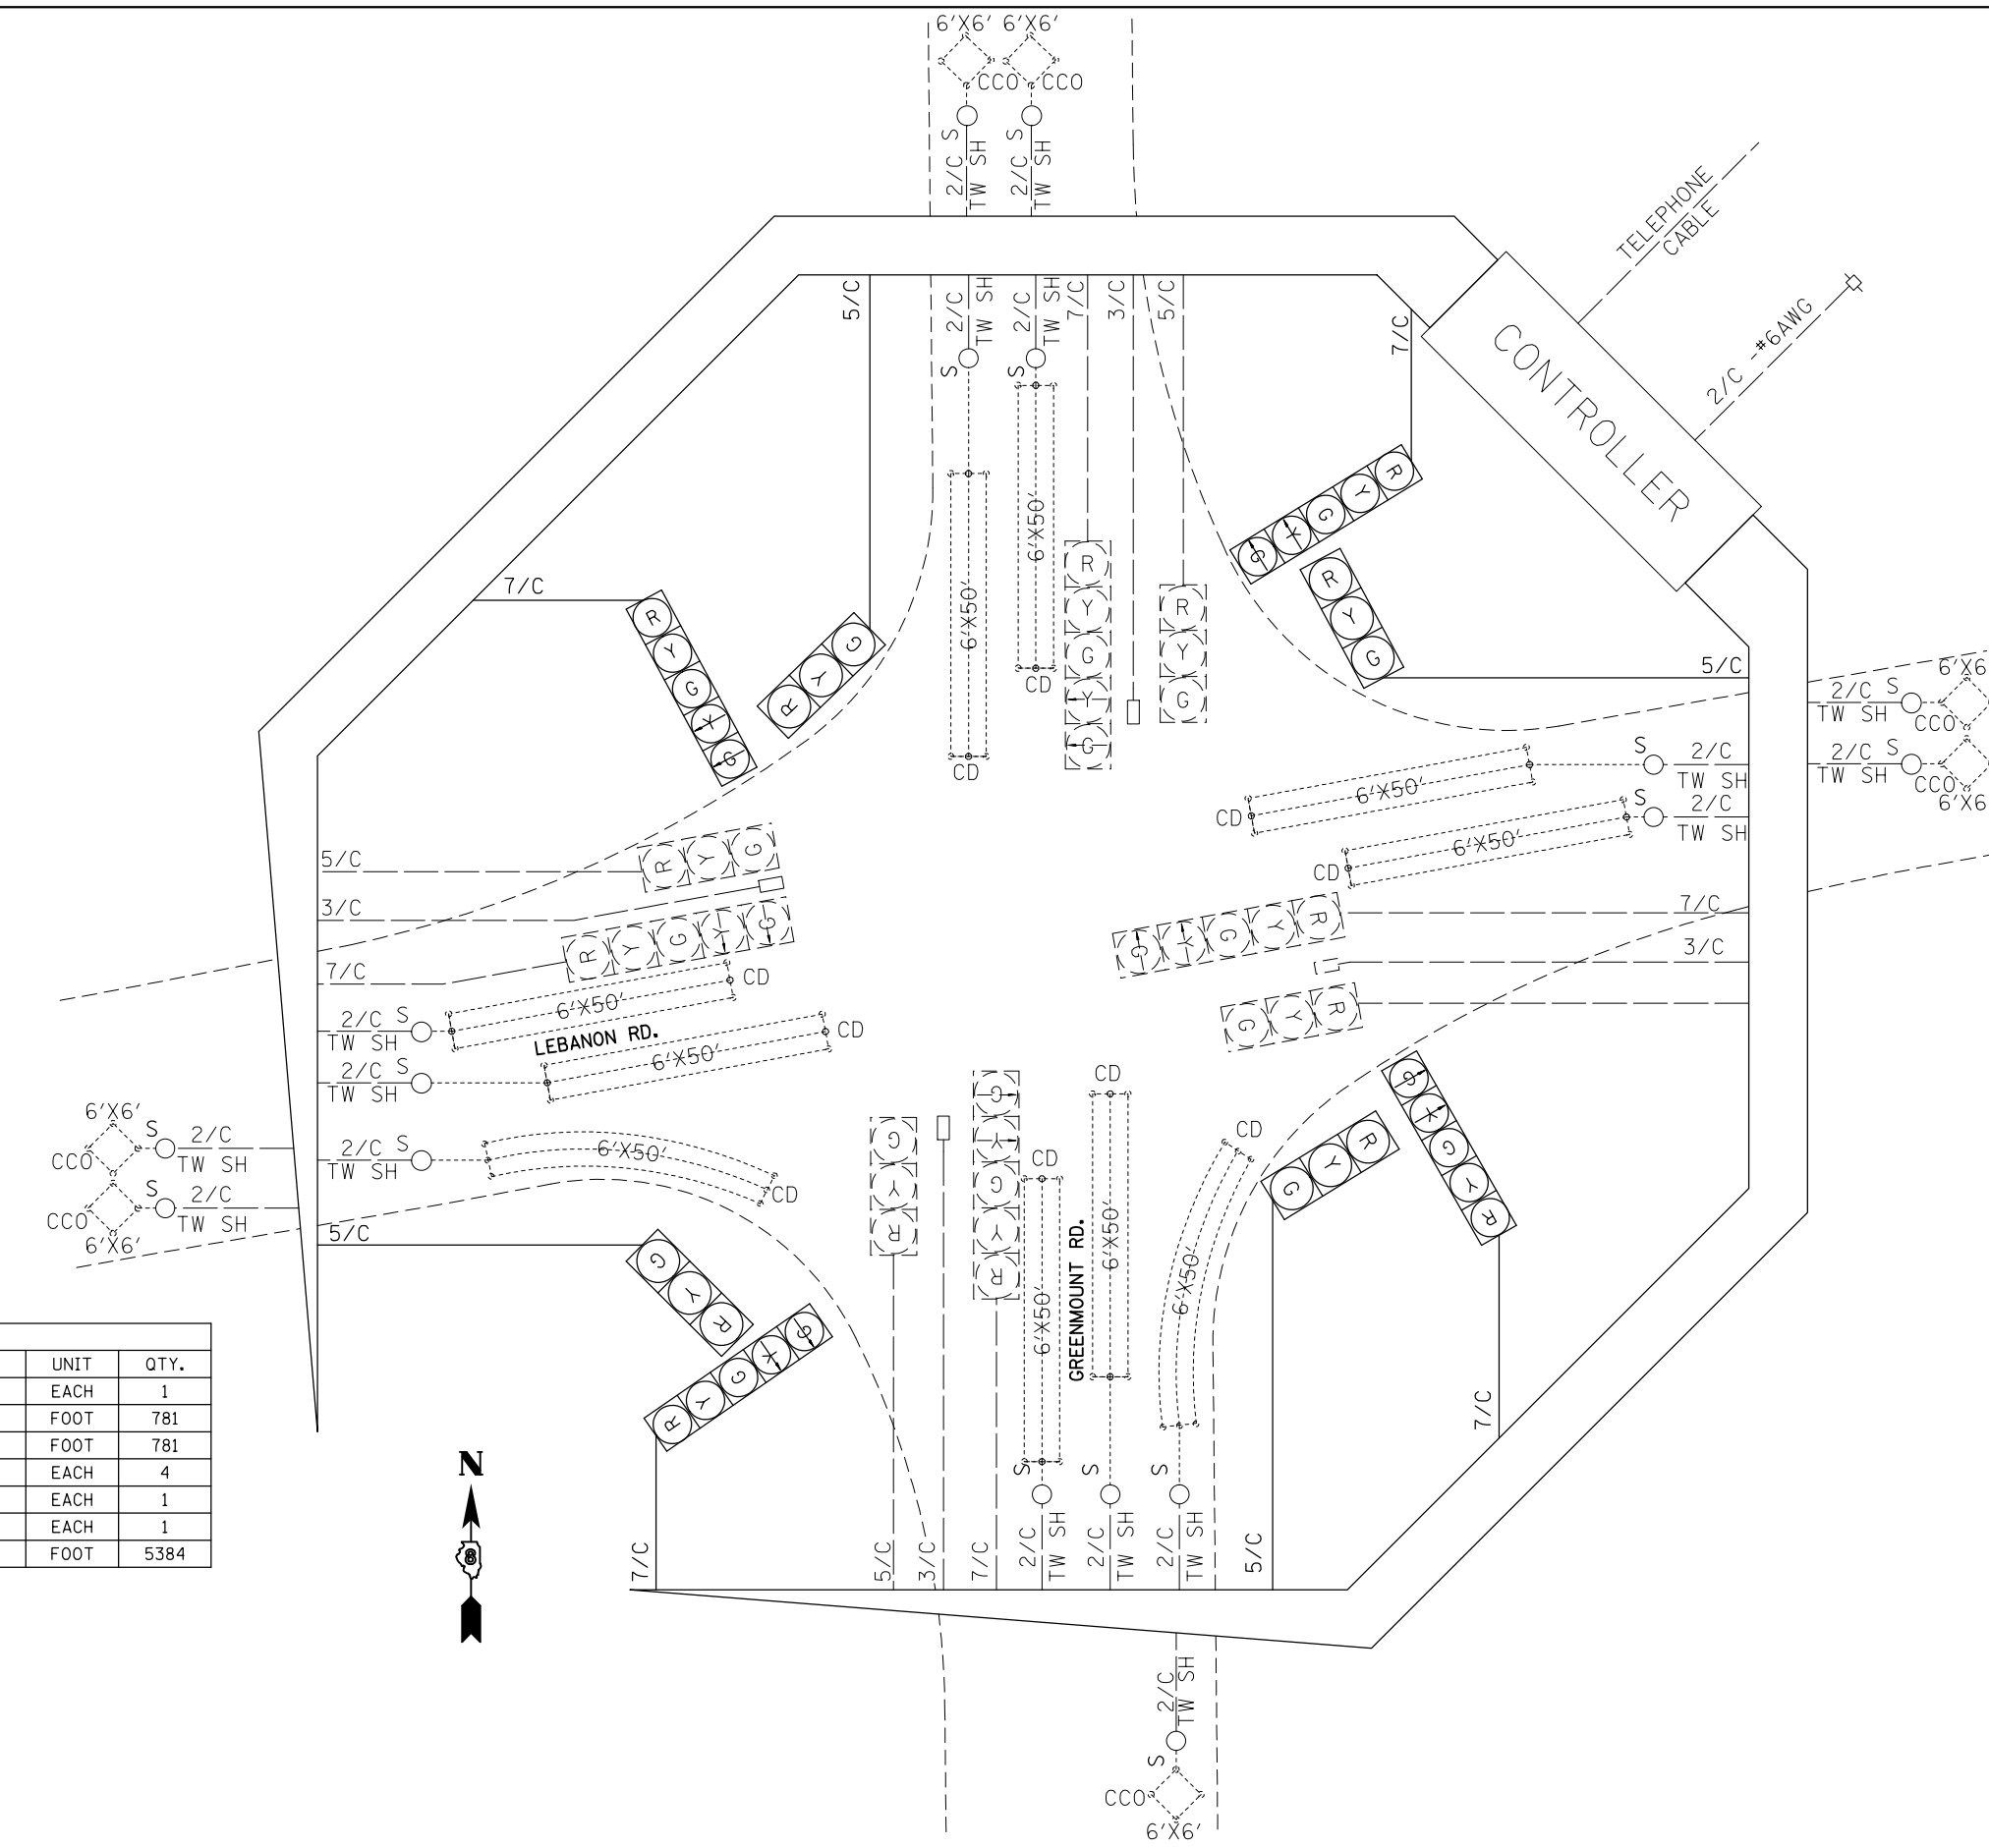 6'X6' 6'X6'
CCO CCO
S S
2/C TW SH
2/C TW SH
TELEPHONE
CABLE
2/C -#6AWG
CONTROLLER
5/C
2/C TW SH
S
2/C TW SH
S
7/C
3/C
5/C
7/C
6'X50'
CD
6'X50'
CD
R Y G Y G
R Y G
R Y G Y G
R Y G
5/C
7/C
R Y G Y G
R Y G
2/C S
TW SH
CCO
6'X6
2/C S
TW SH
CCO
6'X6
S 2/C
TW SH
6'X50'
CD
S 2/C
TW SH
6'X50'
CD
5/C
R Y G
3/C
7/C
R Y G Y G
2/C S
TW SH
6'X50'
CD
LEBANON RD.
2/C S
TW SH
6'X50'
CD
2/C S
TW SH
6'X50'
CD
7/C
G Y G Y R
3/C
G Y R
6'X6'
S 2/C
TW SH
CCO
S 2/C
TW SH
CCO
6'X6'
5/C
G Y R
R Y G Y G
7/C
G Y R
5/C
3/C
G Y G Y R
7/C
CD
6'X50'
S
2/C TW SH
GREENMOUNT RD.
CD
6'X50'
S
2/C TW SH
CD
6'X50'
S
2/C TW SH
G Y R
5/C
G Y G Y R
7/C
2/C TW SH
S
CCO
6'X6'
N
8
UNIT QTY.
EACH 1
FOOT 781
FOOT 781
EACH 4
EACH 1
EACH 1
FOOT 5384